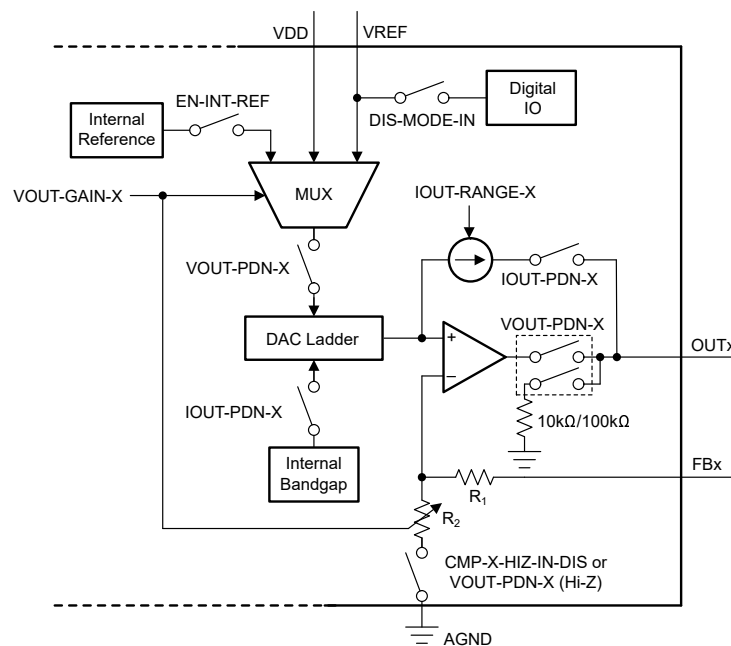 VDD
VREF
EN-INT-REF
Internal
Reference
DIS-MODE-IN
Digital
IO
VOUT-GAIN-X
MUX
IOUT-RANGE-X
VOUT-PDN-X
IOUT-PDN-X
DAC Ladder
VOUT-PDN-X
+
–
OUTx
IOUT-PDN-X
10kΩ/100kΩ
Internal
Bandgap
FBx
R1
R2
CMP-X-HIZ-IN-DIS or
VOUT-PDN-X (Hi-Z)
AGND